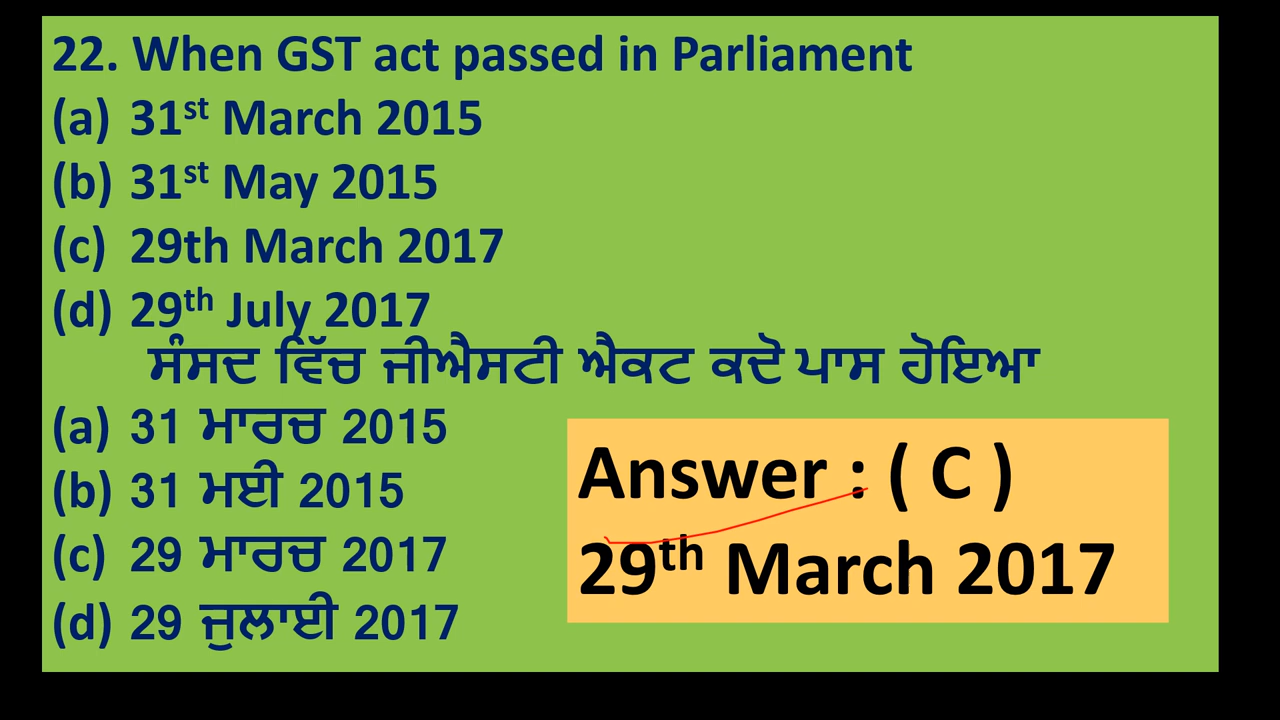 22. When GST act passed in Parliament
(a) 31st March 2015
(b) 31st May 2015
(c) 29th March 2017
(d) 29th July 2017
ਸੰਸਦ ਵਿੱਚ ਜੀਐਸਟੀ ਐਕਟ ਕਦੋ ਪਾਸ ਹੋਇਆ
(a) 31 ਮਾਰਚ 2015
(b) 31 ਮਈ 2015
(c) 29 ਮਾਰਚ 2017
(d) 29 ਜੁਲਾਈ 2017
Answer : ( C )
29th March 2017